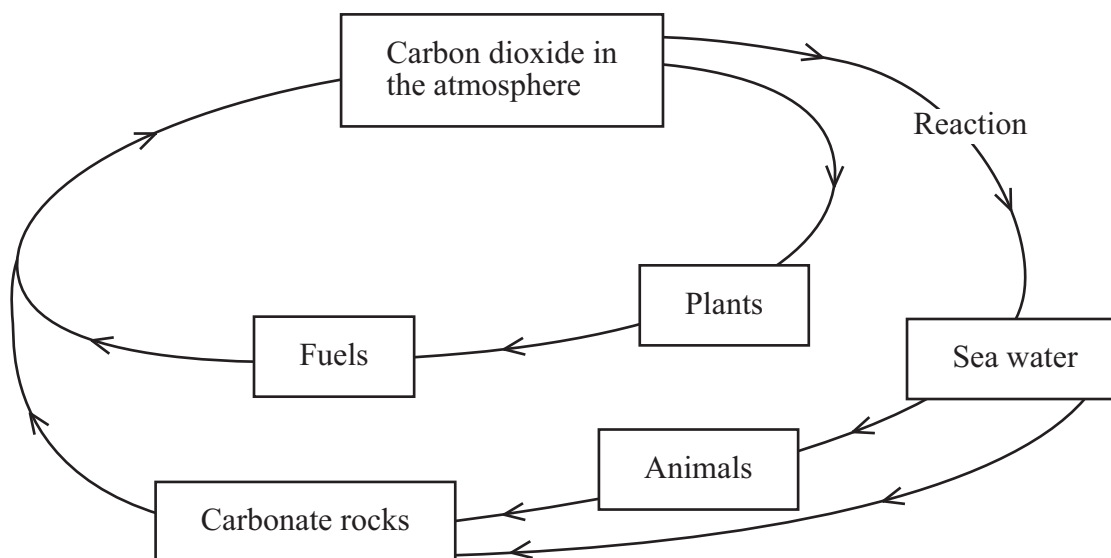 Carbon dioxide in
the atmosphere
Reaction
Plants
Fuels
Sea water
Animals
Carbonate rocks